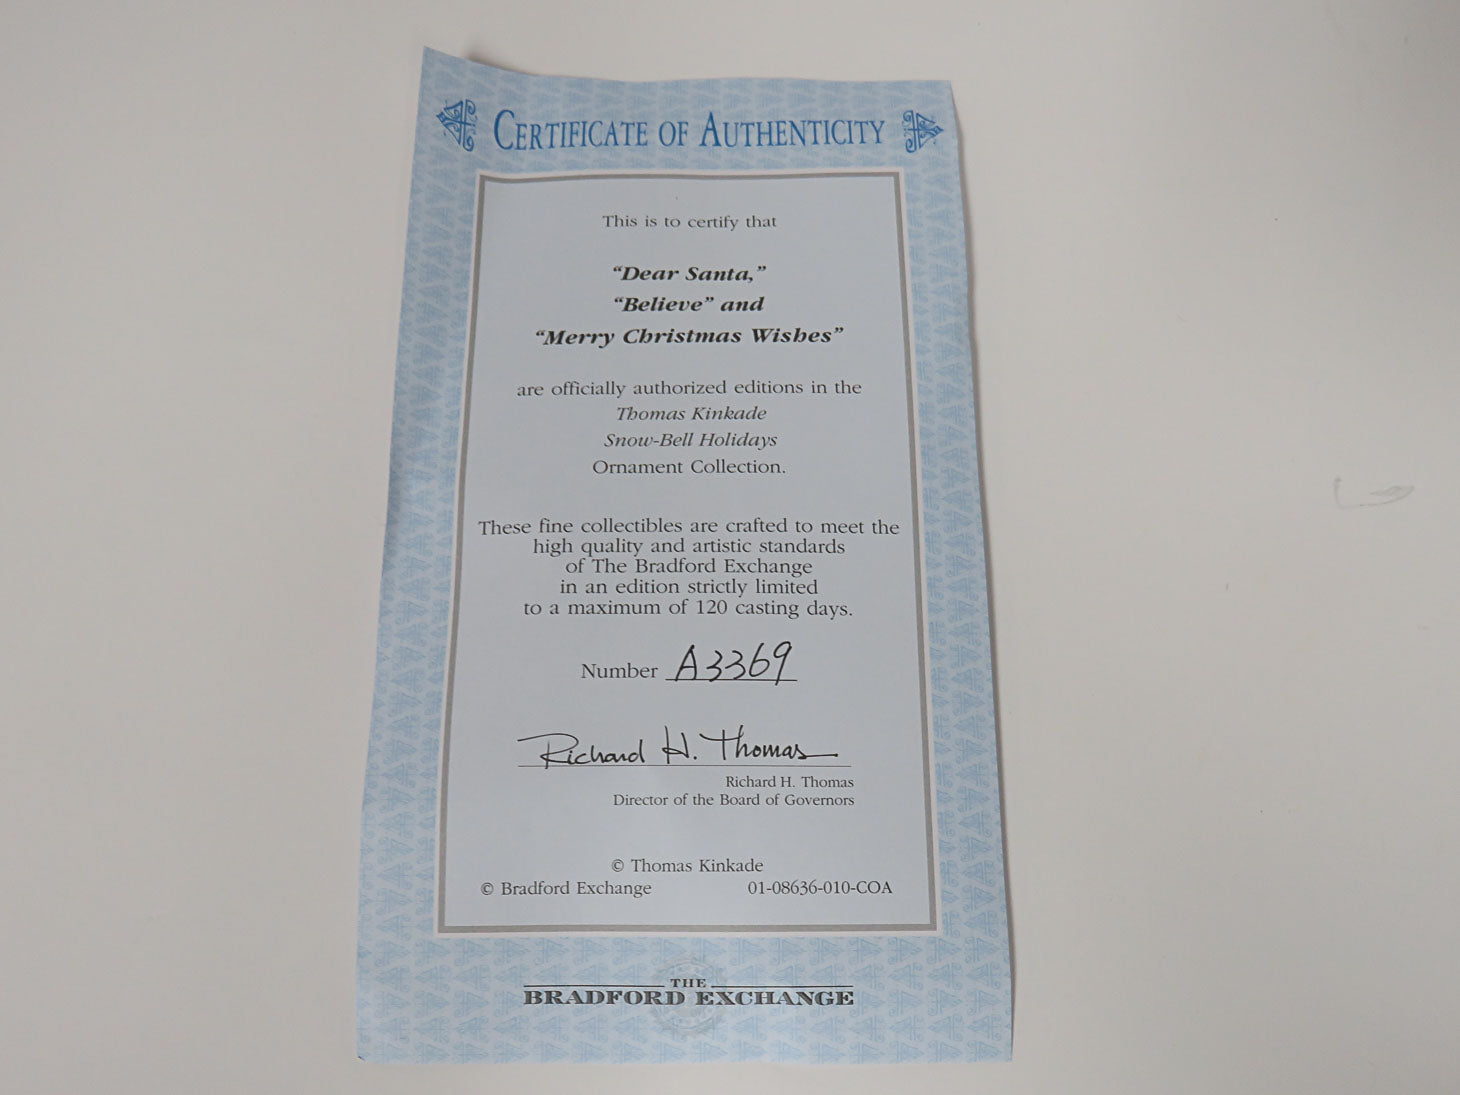 CERTIFICATE OF AUTHENTICITY
This is to certify that
“Dear Santa,”
“Believe” and
“Merry Christmas Wishes”
are officially authorized editions in the
Thomas Kinkade
Snow-Bell Holidays
Ornament Collection.
These fine collectibles are crafted to meet the
high quality and artistic standards
of The Bradford Exchange
in an edition strictly limited
to a maximum of 120 casting days.
Number A3369
Richard H. Thomas
Richard H. Thomas
Director of the Board of Governors
© Thomas Kinkade
© Bradford Exchange 01-08636-010-COA
THE
BRADFORD EXCHANGE